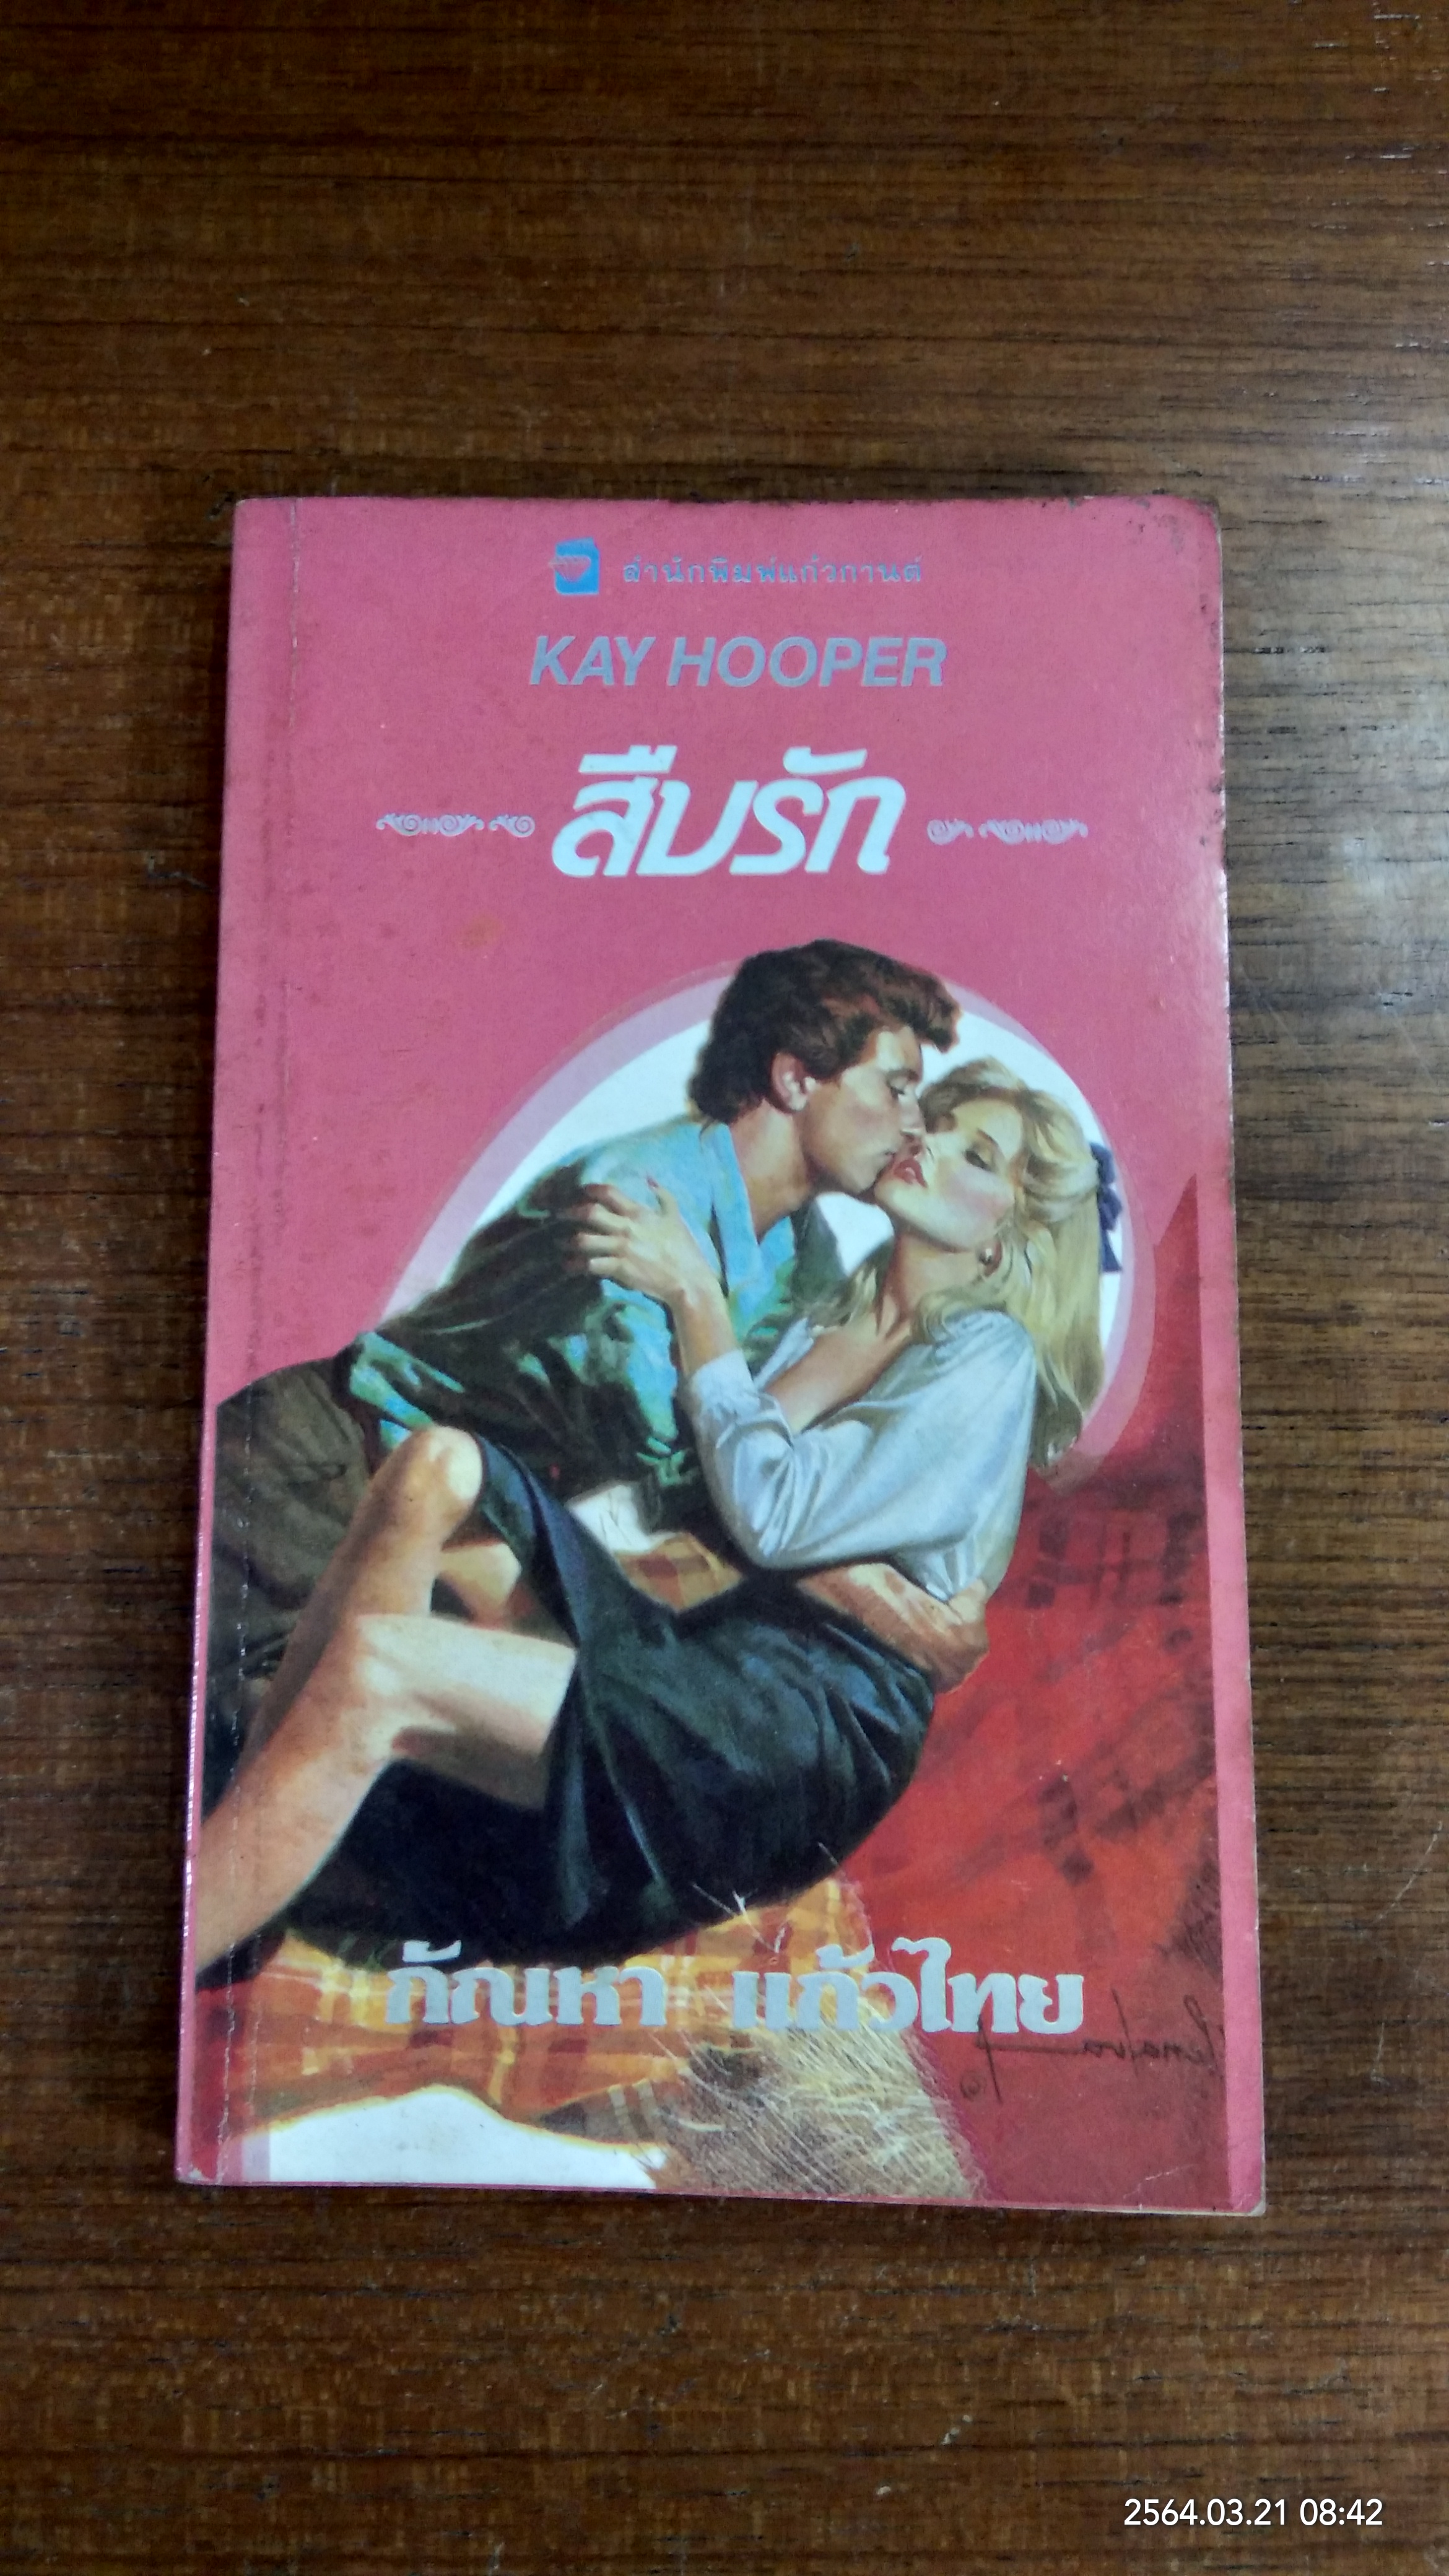 สำนักพิมพ์แก้วกานต์
KAY HOOPER
สืบรัก
กัณหา แก้วไทย
2564.03.21 08:42